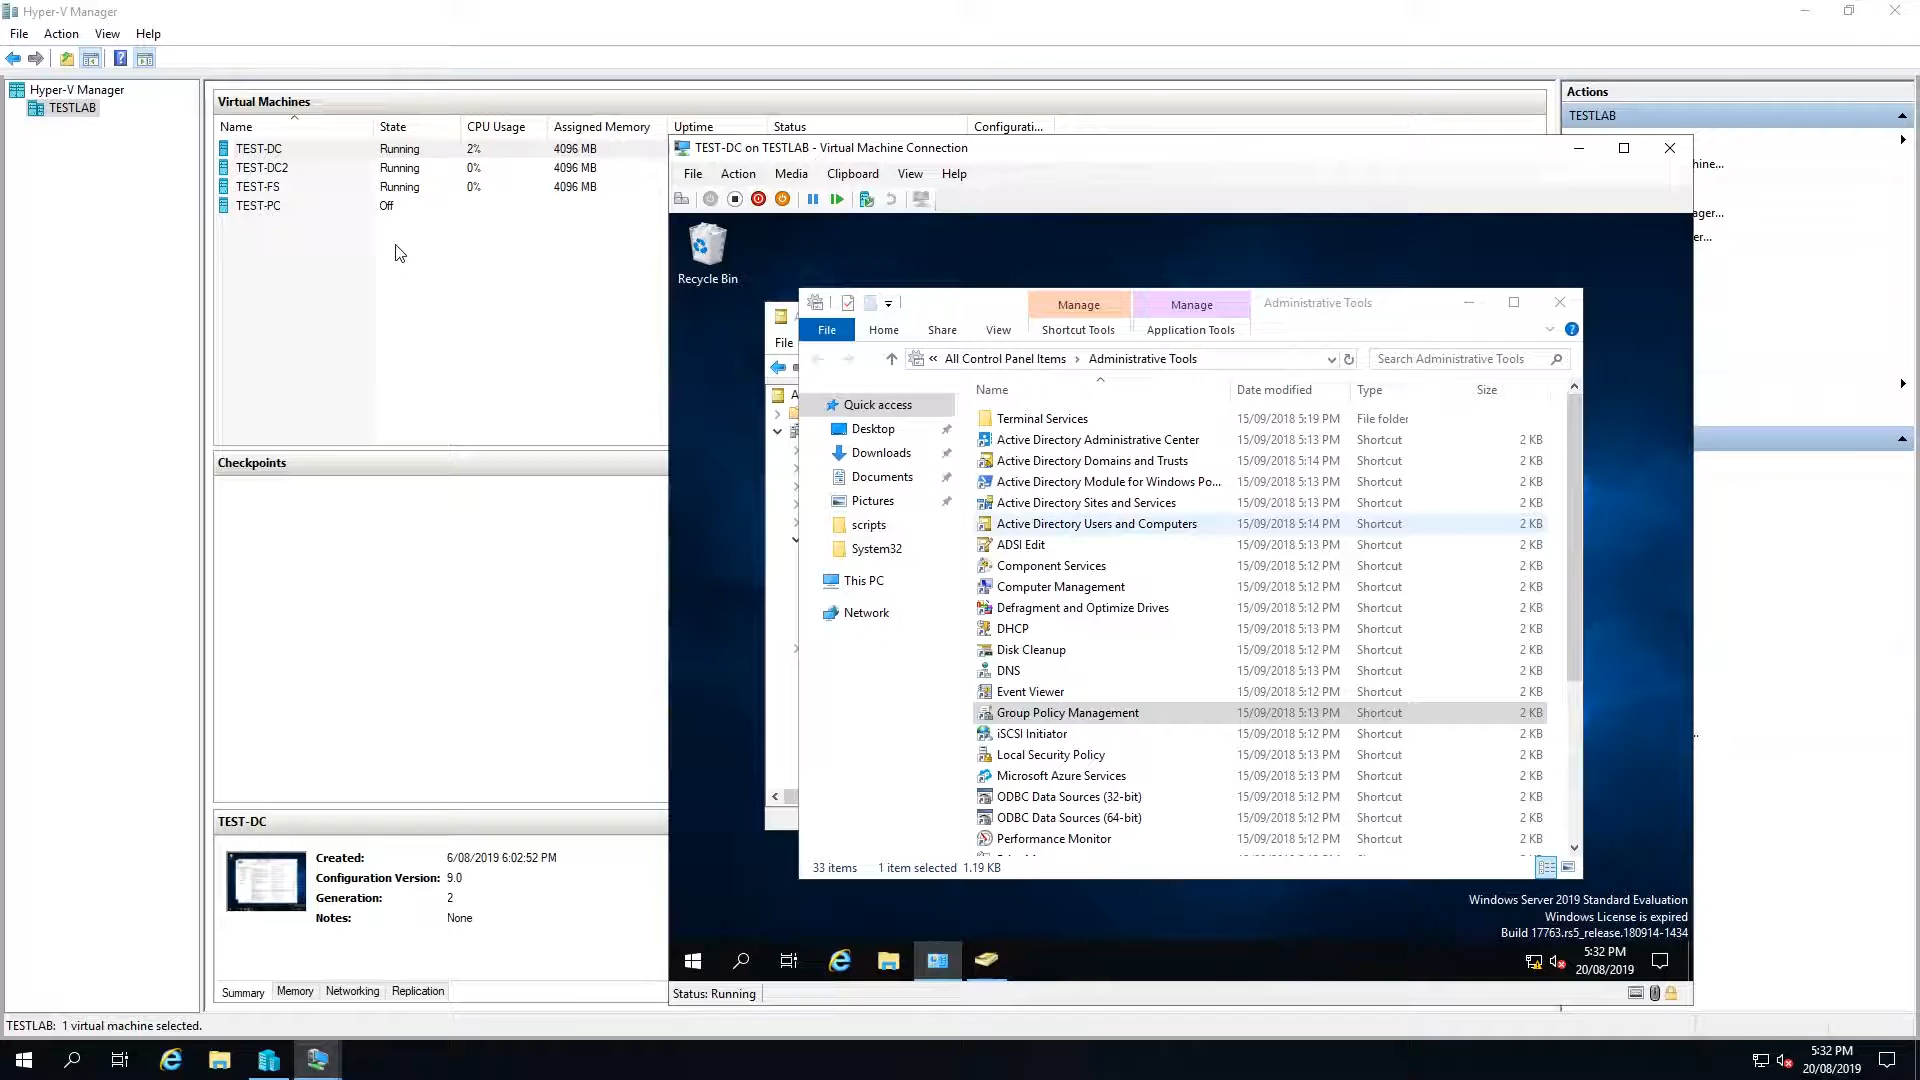 Hyper-V Manager
File Action View Help
Hyper-V Manager
TESTLAB
Virtual Machines
Name State CPU Usage Assigned Memory Uptime Status Configurati...
TEST-DC Running 2% 4096 MB
TEST-DC2 Running 0% 4096 MB
TEST-FS Running 0% 4096 MB
TEST-PC Off
Checkpoints
TEST-DC
Created: 6/08/2019 6:02:52 PM
Configuration Version: 9.0
Generation: 2
Notes: None
Summary Memory Networking Replication
TESTLAB: 1 virtual machine selected.
Actions
TESTLAB
hine...
ager...
er...
TEST-DC on TESTLAB - Virtual Machine Connection
File Action Media Clipboard View Help
Recycle Bin
File
Manage Manage Administrative Tools
File Home Share View Shortcut Tools Application Tools
« All Control Panel Items › Administrative Tools
Search Administrative Tools
Quick access
Desktop
Downloads
Documents
Pictures
scripts
System32
This PC
Network
Name Date modified Type Size
Terminal Services 15/09/2018 5:19 PM File folder
Active Directory Administrative Center 15/09/2018 5:13 PM Shortcut 2 KB
Active Directory Domains and Trusts 15/09/2018 5:14 PM Shortcut 2 KB
Active Directory Module for Windows Po... 15/09/2018 5:13 PM Shortcut 2 KB
Active Directory Sites and Services 15/09/2018 5:13 PM Shortcut 2 KB
Active Directory Users and Computers 15/09/2018 5:14 PM Shortcut 2 KB
ADSI Edit 15/09/2018 5:13 PM Shortcut 2 KB
Component Services 15/09/2018 5:12 PM Shortcut 2 KB
Computer Management 15/09/2018 5:12 PM Shortcut 2 KB
Defragment and Optimize Drives 15/09/2018 5:12 PM Shortcut 2 KB
DHCP 15/09/2018 5:13 PM Shortcut 2 KB
Disk Cleanup 15/09/2018 5:12 PM Shortcut 2 KB
DNS 15/09/2018 5:13 PM Shortcut 2 KB
Event Viewer 15/09/2018 5:12 PM Shortcut 2 KB
Group Policy Management 15/09/2018 5:13 PM Shortcut 2 KB
iSCSI Initiator 15/09/2018 5:12 PM Shortcut 2 KB
Local Security Policy 15/09/2018 5:13 PM Shortcut 2 KB
Microsoft Azure Services 15/09/2018 5:13 PM Shortcut 2 KB
ODBC Data Sources (32-bit) 15/09/2018 5:12 PM Shortcut 2 KB
ODBC Data Sources (64-bit) 15/09/2018 5:12 PM Shortcut 2 KB
Performance Monitor 15/09/2018 5:12 PM Shortcut 2 KB
33 items 1 item selected 1.19 KB
Windows Server 2019 Standard Evaluation
Windows License is expired
Build 17763.rs5_release.180914-1434
5:32 PM
20/08/2019
Status: Running
5:32 PM
20/08/2019